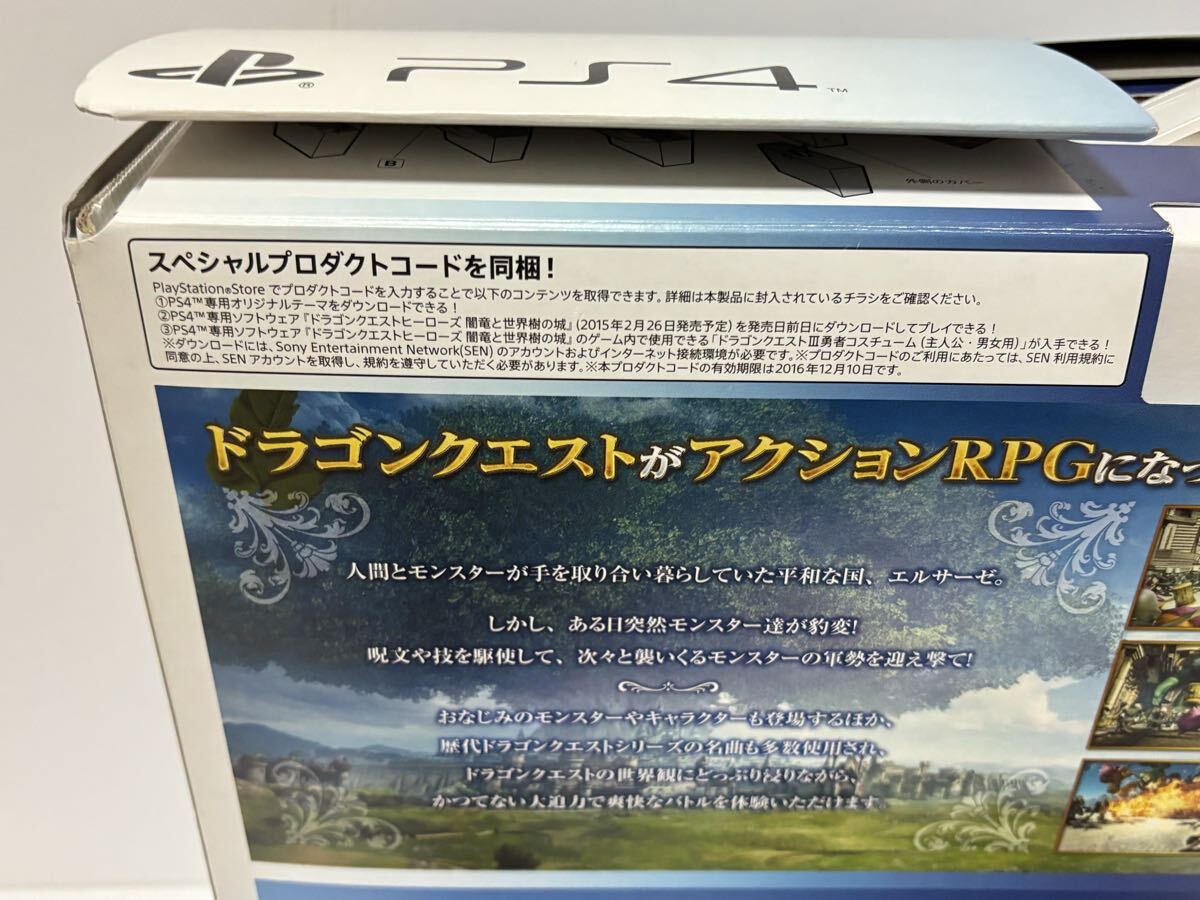 PS4™
B
外側のカバー
スペシャルプロダクトコードを同梱！
PlayStation®Store でプロダクトコードを入力することで以下のコンテンツを取得できます。詳細は本製品に封入されているチラシをご確認ください。
①PS4™専用オリジナルテーマをダウンロードできる！
②PS4™専用ソフトウェア『ドラゴンクエストヒーローズ 闇竜と世界樹の城』(2015年2月26日発売予定)を発売日前日にダウンロードしてプレイできる！
③PS4™専用ソフトウェア『ドラゴンクエストヒーローズ 闇竜と世界樹の城』のゲーム内で使用できる「ドラゴンクエストⅢ勇者コスチューム(主人公・男女用)」が入手できる！
※ダウンロードには、Sony Entertainment Network(SEN) のアカウントおよびインターネット接続環境が必要です。※プロダクトコードのご利用にあたっては、SEN 利用規約に
同意の上、SEN アカウントを取得し、規約を遵守していただく必要があります。※本プロダクトコードの有効期限は2016年12月10日です。
ドラゴンクエストがアクションRPGになっ
人間とモンスターが手を取り合い暮らしていた平和な国、エルサーゼ。
しかし、ある日突然モンスター達が豹変!
呪文や技を駆使して、次々と襲いくるモンスターの軍勢を迎え撃て!
おなじみのモンスターやキャラクターも登場するほか、
歴代ドラゴンクエストシリーズの名曲も多数使用され、
ドラゴンクエストの世界観にどっぷり浸りながら、
かつてない大迫力で爽快なバトルを体験いただけます。